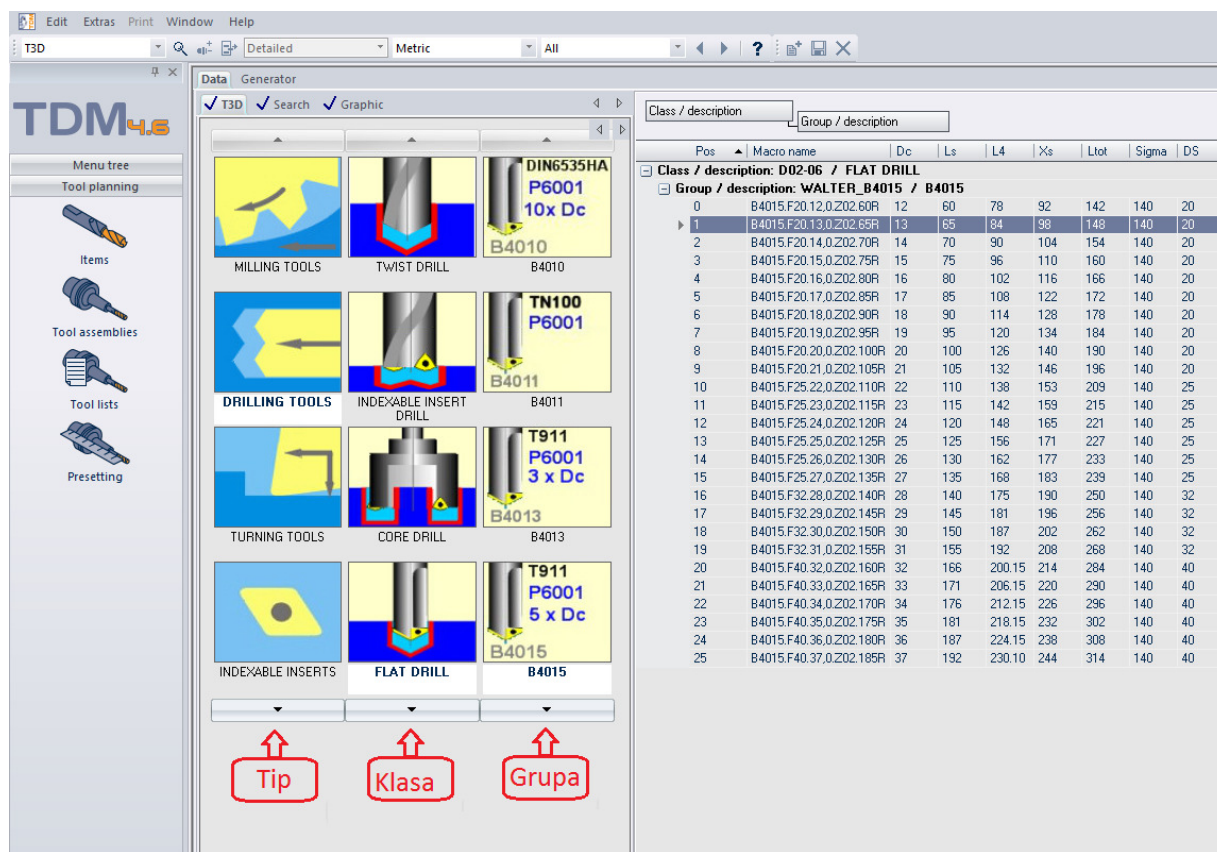 Edit Extras Print Window Help
T3D Detailed Metric All
Data Generator
T3D Search Graphic
TDM4.6
Menu tree
Tool planning
Items
Tool assemblies
Tool lists
Presetting
MILLING TOOLS
DRILLING TOOLS
TURNING TOOLS
INDEXABLE INSERTS
TWIST DRILL
INDEXABLE INSERT
DRILL
CORE DRILL
FLAT DRILL
DIN6535HA
P6001
10x Dc
B4010
B4010
TN100
P6001
B4011
B4011
T911
P6001
3 x Dc
B4013
B4013
T911
P6001
5 x Dc
B4015
B4015
Tip
Klasa
Grupa
Class / description
Group / description
Pos Macro name Dc Ls L4 Xs Ltot Sigma DS
Class / description: D02-06 / FLAT DRILL
Group / description: WALTER_B4015 / B4015
0 B4015.F20.12,0.Z02.60R 12 60 78 92 142 140 20
1 B4015.F20.13,0.Z02.65R 13 65 84 98 148 140 20
2 B4015.F20.14,0.Z02.70R 14 70 90 104 154 140 20
3 B4015.F20.15,0.Z02.75R 15 75 96 110 160 140 20
4 B4015.F20.16,0.Z02.80R 16 80 102 116 166 140 20
5 B4015.F20.17,0.Z02.85R 17 85 108 122 172 140 20
6 B4015.F20.18,0.Z02.90R 18 90 114 128 178 140 20
7 B4015.F20.19,0.Z02.95R 19 95 120 134 184 140 20
8 B4015.F20.20,0.Z02.100R 20 100 126 140 190 140 20
9 B4015.F20.21,0.Z02.105R 21 105 132 146 196 140 20
10 B4015.F25.22,0.Z02.110R 22 110 138 153 209 140 25
11 B4015.F25.23,0.Z02.115R 23 115 142 159 215 140 25
12 B4015.F25.24,0.Z02.120R 24 120 148 165 221 140 25
13 B4015.F25.25,0.Z02.125R 25 125 156 171 227 140 25
14 B4015.F25.26,0.Z02.130R 26 130 162 177 233 140 25
15 B4015.F25.27,0.Z02.135R 27 135 168 183 239 140 25
16 B4015.F32.28,0.Z02.140R 28 140 175 190 250 140 32
17 B4015.F32.29,0.Z02.145R 29 145 181 196 256 140 32
18 B4015.F32.30,0.Z02.150R 30 150 187 202 262 140 32
19 B4015.F32.31,0.Z02.155R 31 155 192 208 268 140 32
20 B4015.F40.32,0.Z02.160R 32 166 200.15 214 284 140 40
21 B4015.F40.33,0.Z02.165R 33 171 206.15 220 290 140 40
22 B4015.F40.34,0.Z02.170R 34 176 212.15 226 296 140 40
23 B4015.F40.35,0.Z02.175R 35 181 218.15 232 302 140 40
24 B4015.F40.36,0.Z02.180R 36 187 224.15 238 308 140 40
25 B4015.F40.37,0.Z02.185R 37 192 230.10 244 314 140 40